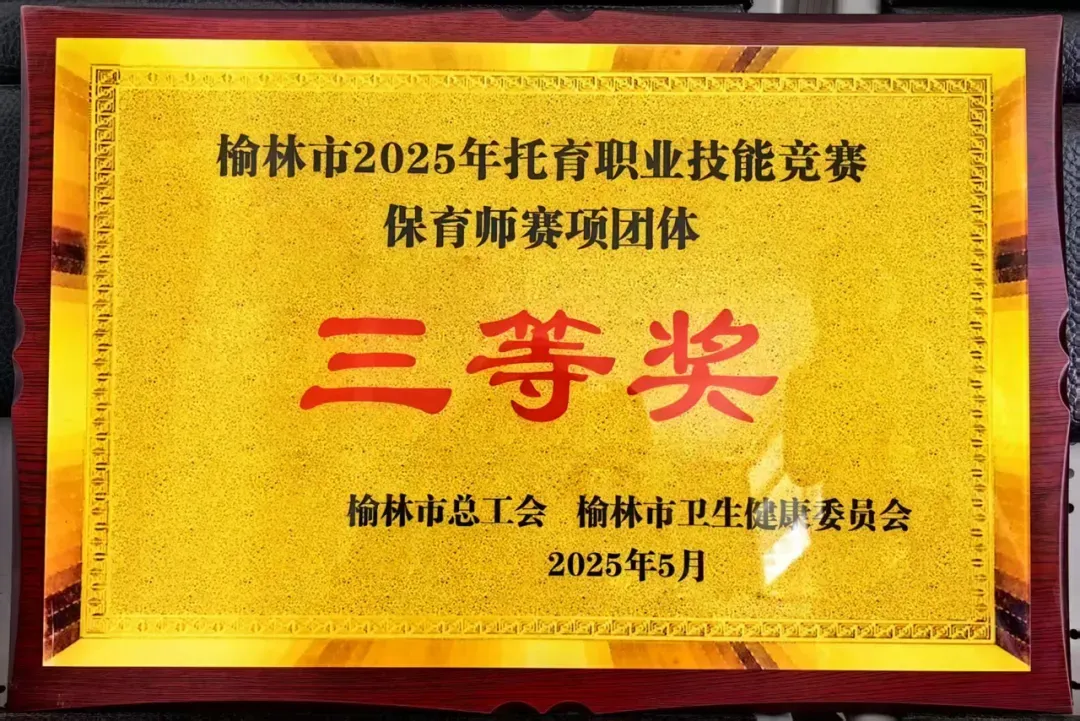 榆林市2025年托育职业技能竞赛
保育师赛项团体
三等奖
榆林市总工会 榆林市卫生健康委员会
2025年5月